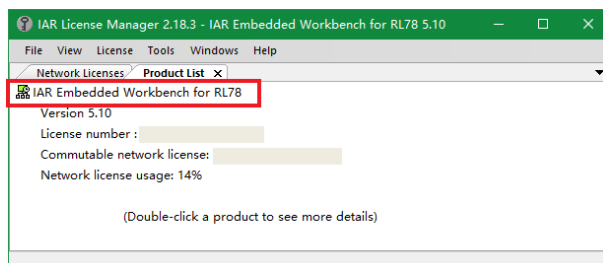 IAR License Manager 2.18.3 - IAR Embedded Workbench for RL78 5.10
File View License Tools Windows Help
Network Licenses Product List
IAR Embedded Workbench for RL78
Version 5.10
License number :
Commutable network license:
Network license usage: 14%
(Double-click a product to see more details)